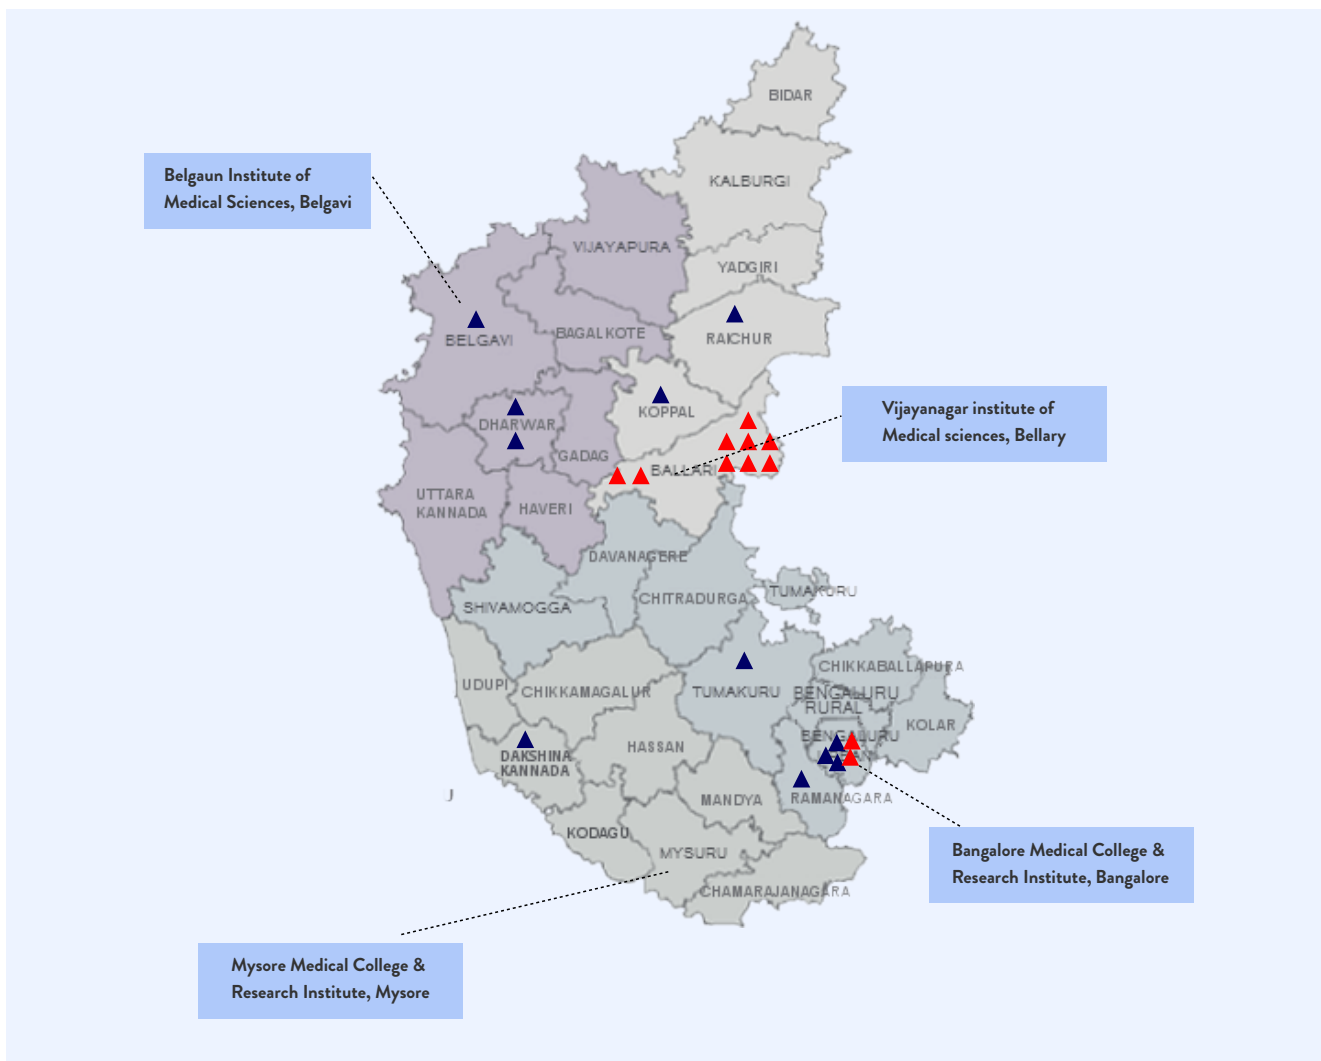 BIDAR
Belgaun Institute of
Medical Sciences, Belgavi
KALBURGI
VIJAYAPURA
YADGIRI
BELGAVI
BAGALKOTE
RAICHUR
Vijayanagar institute of
Medical sciences, Bellary
KOPPAL
DHARWAR
GADAG
BALLARI
UTTARA
KANNADA
HAVERI
DAVANAGERE
TUMAKURU
CHITRADURGA
SHIVAMOGGA
CHIKKABALLAPURA
UDUPI
CHIKKAMAGALUR
TUMAKURU
BENGALURU
RURAL
KOLAR
BENGALURU
HASSAN
DAKSHINA
KANNADA
MANDYA
RAMANAGARA
KODAGU
MYSURU
CHAMARAJANAGARA
Bangalore Medical College &
Research Institute, Bangalore
Mysore Medical College &
Research Institute, Mysore